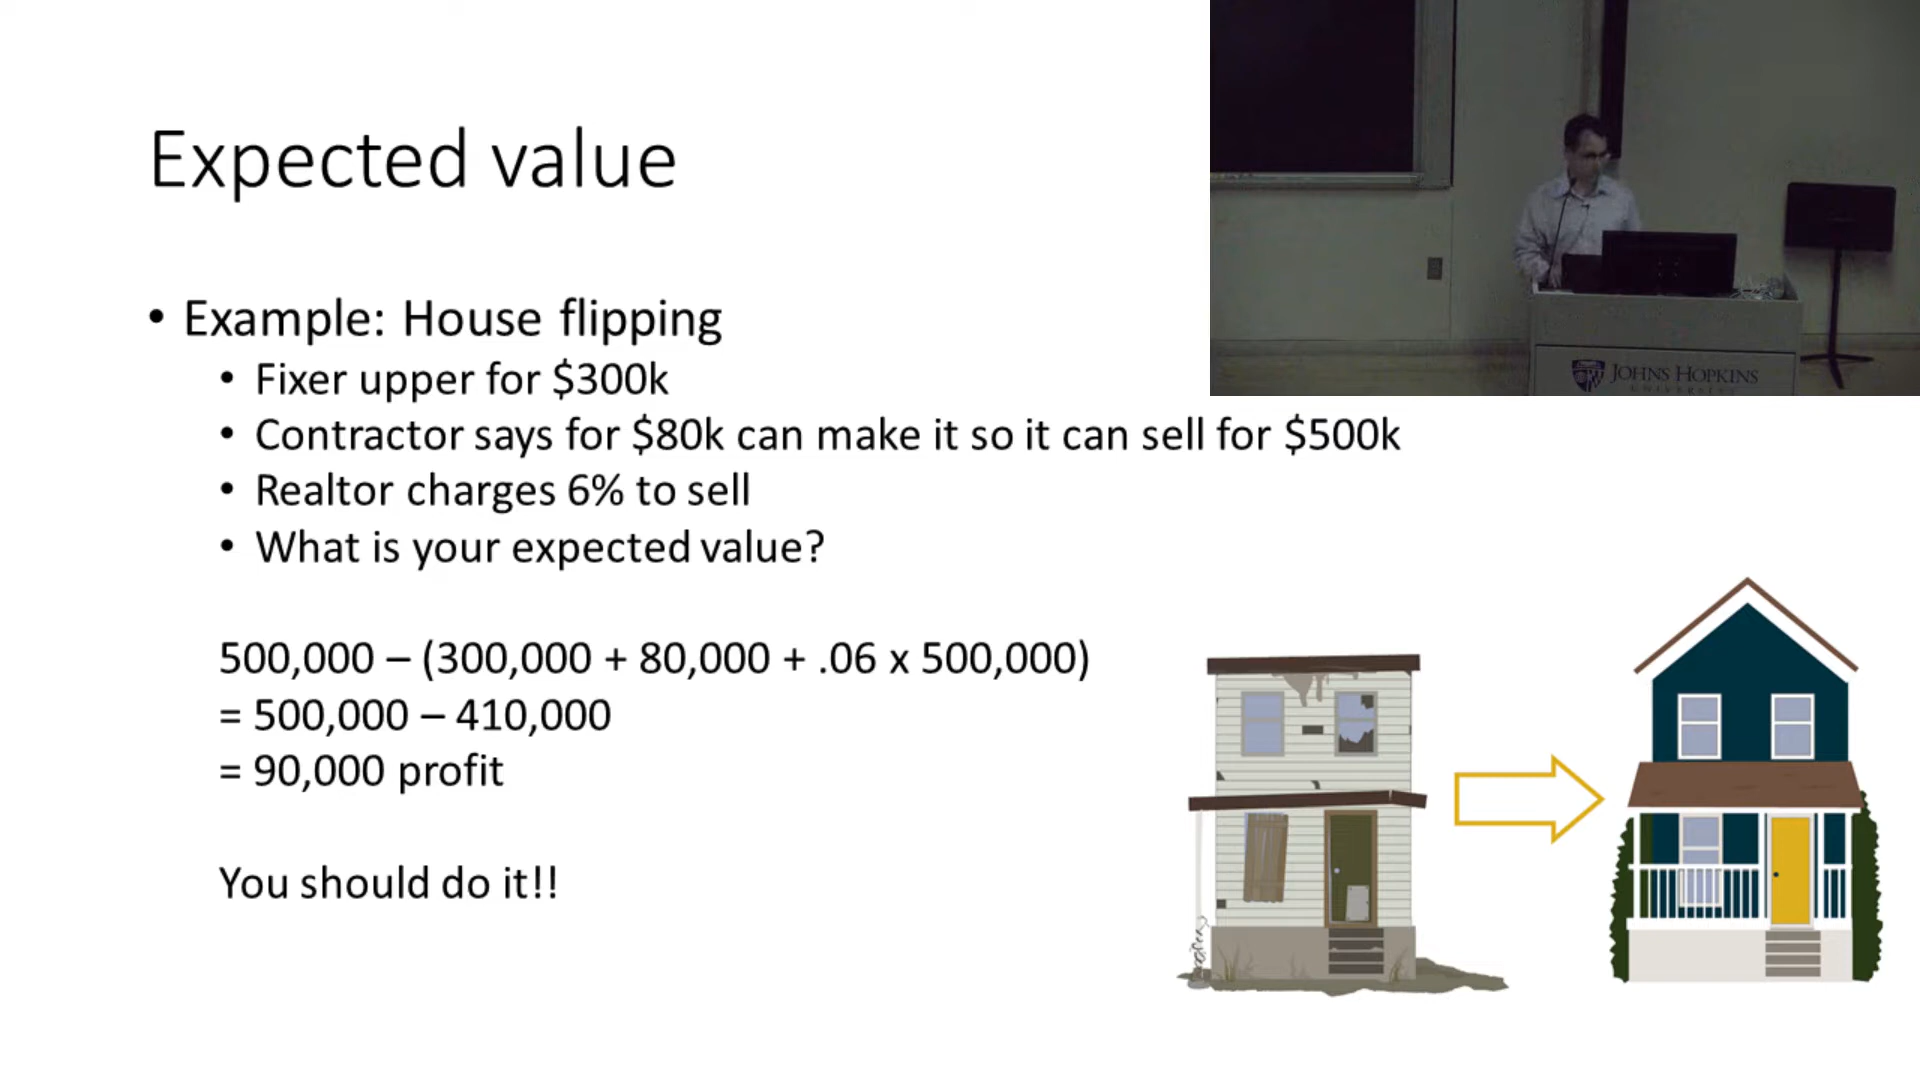 Expected value
• Example: House flipping
• Fixer upper for $300k
• Contractor says for $80k can make it so it can sell for $500k
• Realtor charges 6% to sell
• What is your expected value?
500,000 – (300,000 + 80,000 + .06 x 500,000)
= 500,000 – 410,000
= 90,000 profit
You should do it!!
JOHNS HOPKINS
UNIVERSITY